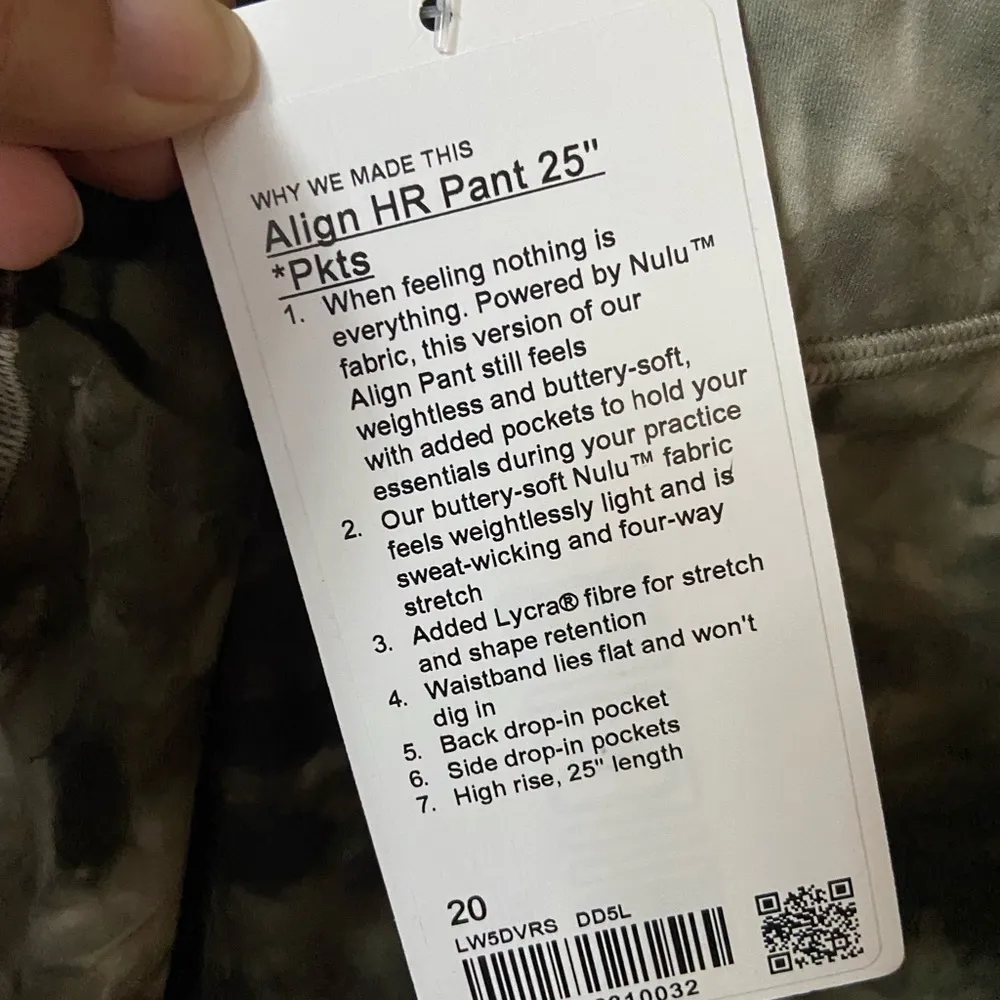 WHY WE MADE THIS
Align HR Pant 25"
*Pkts
1. When feeling nothing is
everything. Powered by Nulu™
fabric, this version of our
Align Pant still feels
weightless and buttery-soft,
with added pockets to hold your
essentials during your practice
2. Our buttery-soft Nulu™ fabric
feels weightlessly light and is
sweat-wicking and four-way
stretch
3. Added Lycra® fibre for stretch
and shape retention
4. Waistband lies flat and won't
dig in
5. Back drop-in pocket
6. Side drop-in pockets
7. High rise, 25" length
20
LW5DVRS DD5L
10032